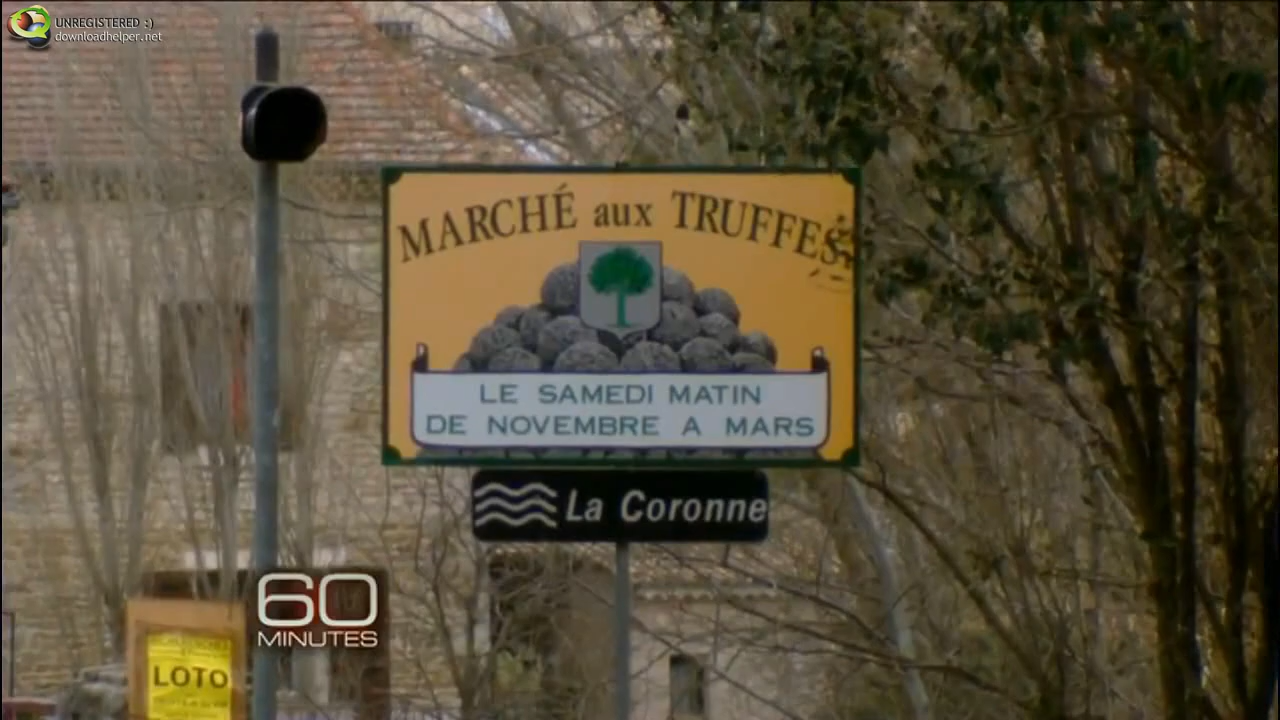 UNREGISTERED :)
downloadhelper.net
MARCHÉ aux TRUFFES
LE SAMEDI MATIN
DE NOVEMBRE A MARS
La Coronne
60
MINUTES
LOTO